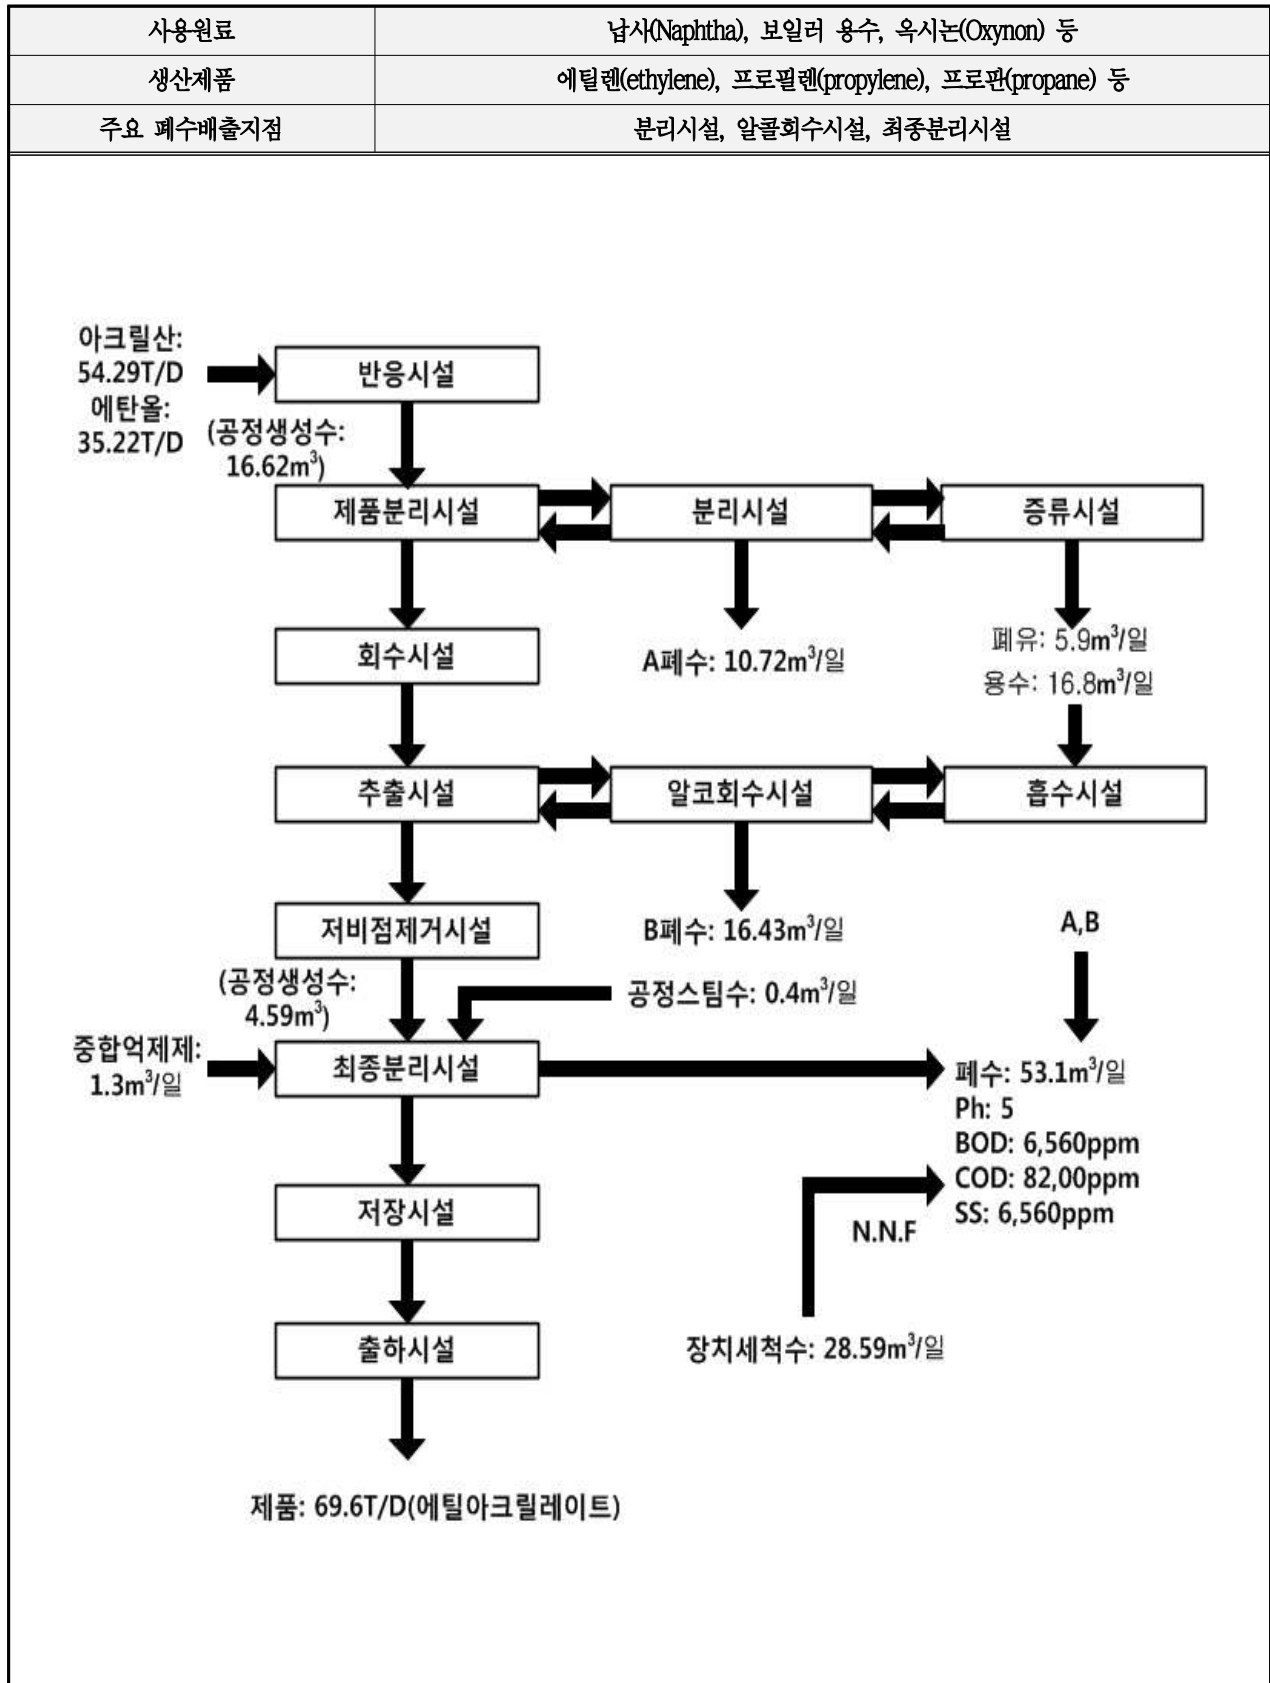 사용원료
납사(Naphtha), 보일러 용수, 옥시논(Oxynon) 등
생산제품
에틸렌(ethylene), 프로필렌(propylene), 프로판(propane) 등
주요 폐수배출지점
분리시설, 알콜회수시설, 최종분리시설
아크릴산:
54.29T/D
에탄올:
35.22T/D
반응시설
(공정생성수:
16.62m³)
제품분리시설
분리시설
증류시설
회수시설
A폐수: 10.72m³/일
폐유: 5.9m³/일
용수: 16.8m³/일
추출시설
알코회수시설
흡수시설
저비점제거시설
B폐수: 16.43m³/일
A,B
(공정생성수:
4.59m³)
공정스팀수: 0.4m³/일
중합억제제:
1.3m³/일
최종분리시설
폐수: 53.1m³/일
Ph: 5
BOD: 6,560ppm
COD: 82,00ppm
SS: 6,560ppm
저장시설
N.N.F
출하시설
장치세척수: 28.59m³/일
제품: 69.6T/D(에틸아크릴레이트)